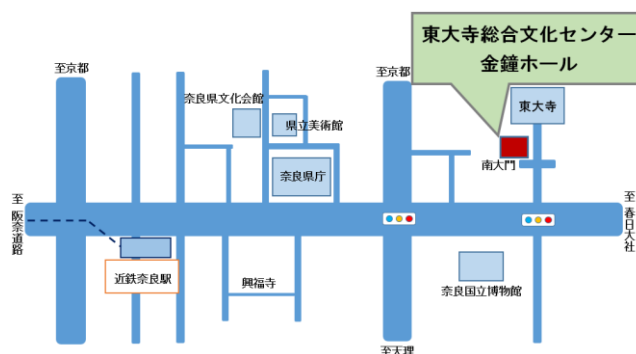 東大寺総合文化センター
金鐘ホール
至京都
至京都
奈良県文化会館
県立美術館
東大寺
南大門
奈良県庁
至 阪奈道路
至 春日大社
近鉄奈良駅
興福寺
奈良国立博物館
至天理